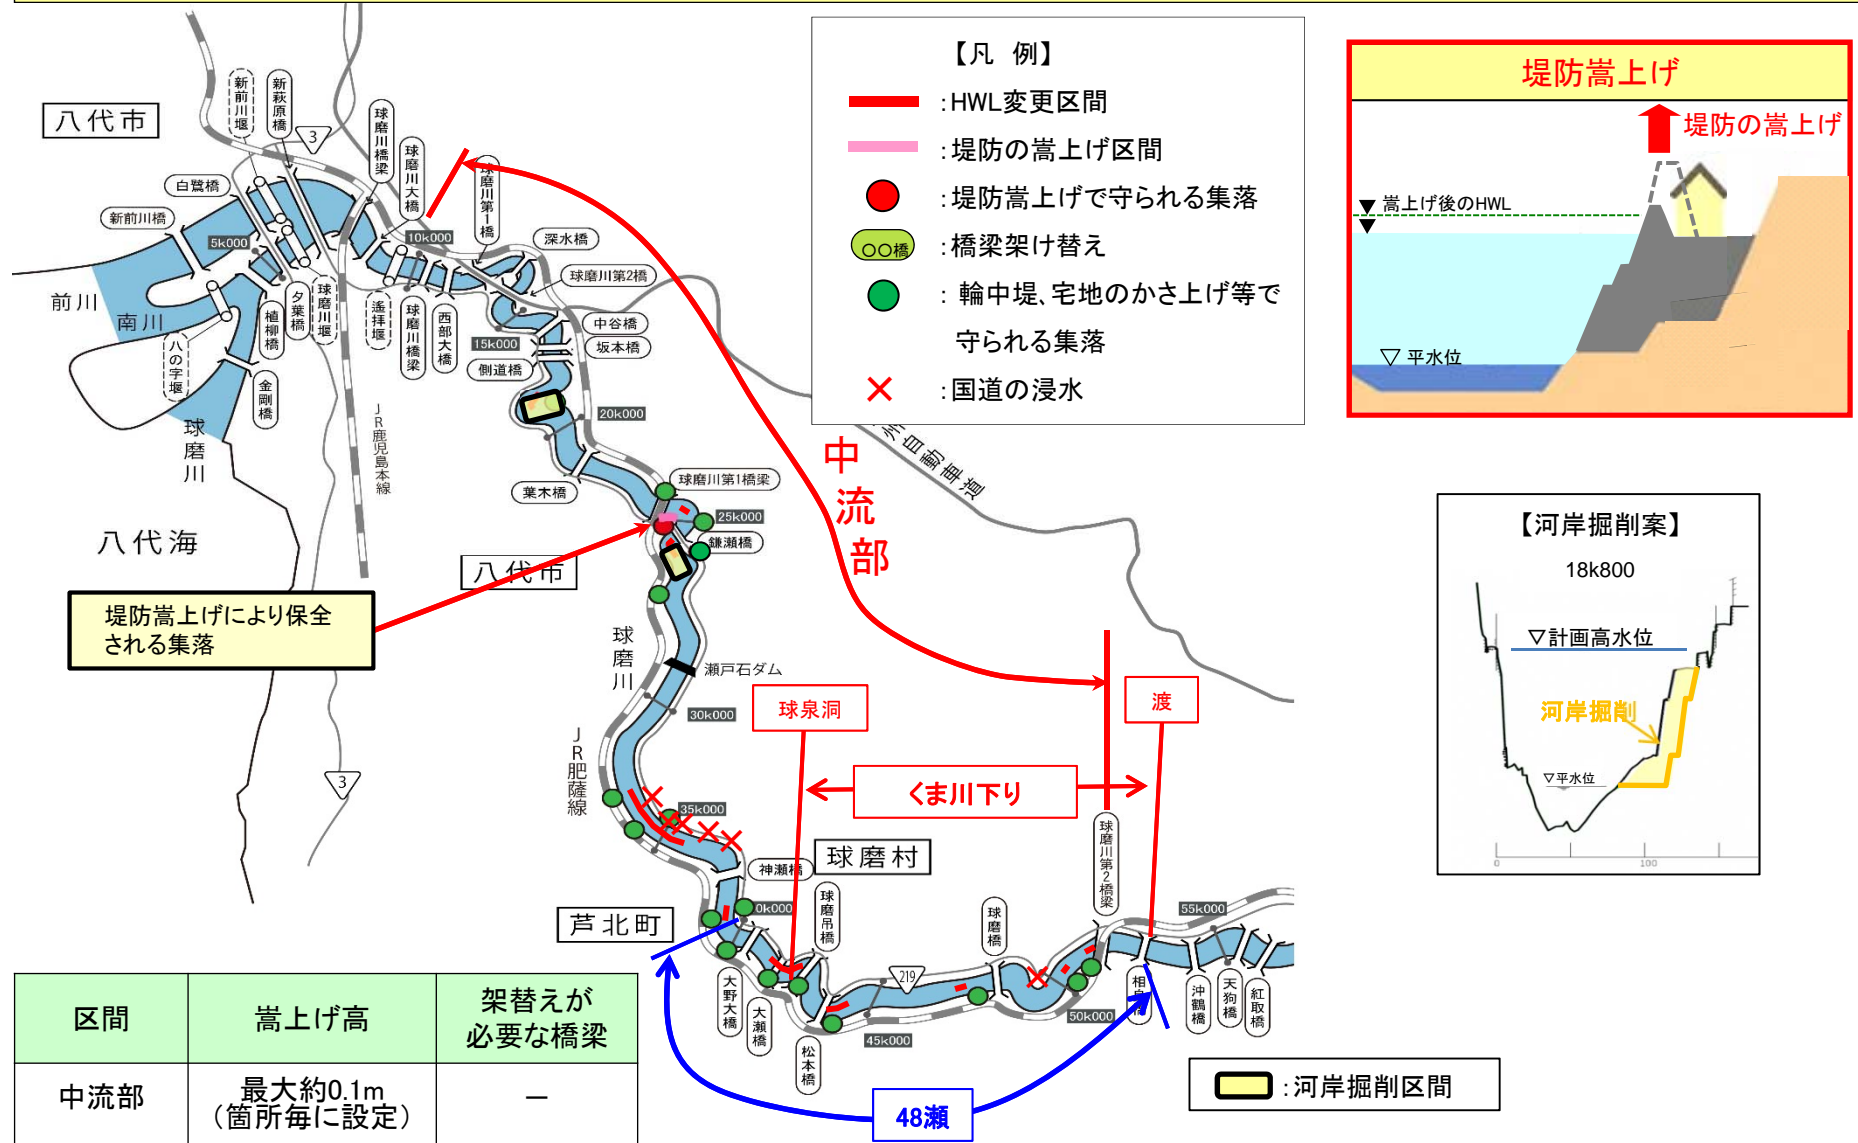 【凡 例】
:HWL変更区間
:堤防の嵩上げ区間
:堤防嵩上げで守られる集落
○○橋
:橋梁架け替え
:輪中堤、宅地のかさ上げ等で
守られる集落
:国道の浸水
堤防嵩上げ
堤防の嵩上げ
▼ 嵩上げ後のHWL
▽ 平水位
【河岸掘削案】
18k800
▽計画高水位
河岸掘削
▽平水位
0
100
八代市
新前川堰
新萩原橋
3
球磨川橋梁
球磨川大橋
球磨川第1橋
白鷺橋
新前川橋
5k000
10k000
深水橋
球磨川第2橋
前川
南川
八の字堰
植柳橋
夕葉橋
球磨川堰
遙拝堰
球磨川橋梁
西部大橋
金剛橋
球磨川
JR鹿児島本線
中谷橋
15k000
坂本橋
側道橋
20k000
州自動車道
中流部
葉木橋
球磨川第1橋梁
25k000
鎌瀬橋
八代海
八代市
堤防嵩上げにより保全
される集落
球磨川
瀬戸石ダム
30k000
球泉洞
渡
くま川下り
JR肥薩線
3
35k000
球磨村
神瀬橋
球磨川第2橋梁
芦北町
0k000
球磨吊橋
球磨橋
55k000
219
大野大橋
大瀬橋
松本橋
45k000
50k000
相良橋
沖鶴橋
天狗橋
紅取橋
48瀬
:河岸掘削区間
区間
嵩上げ高
架替えが
必要な橋梁
中流部
最大約0.1m
(箇所毎に設定)
－